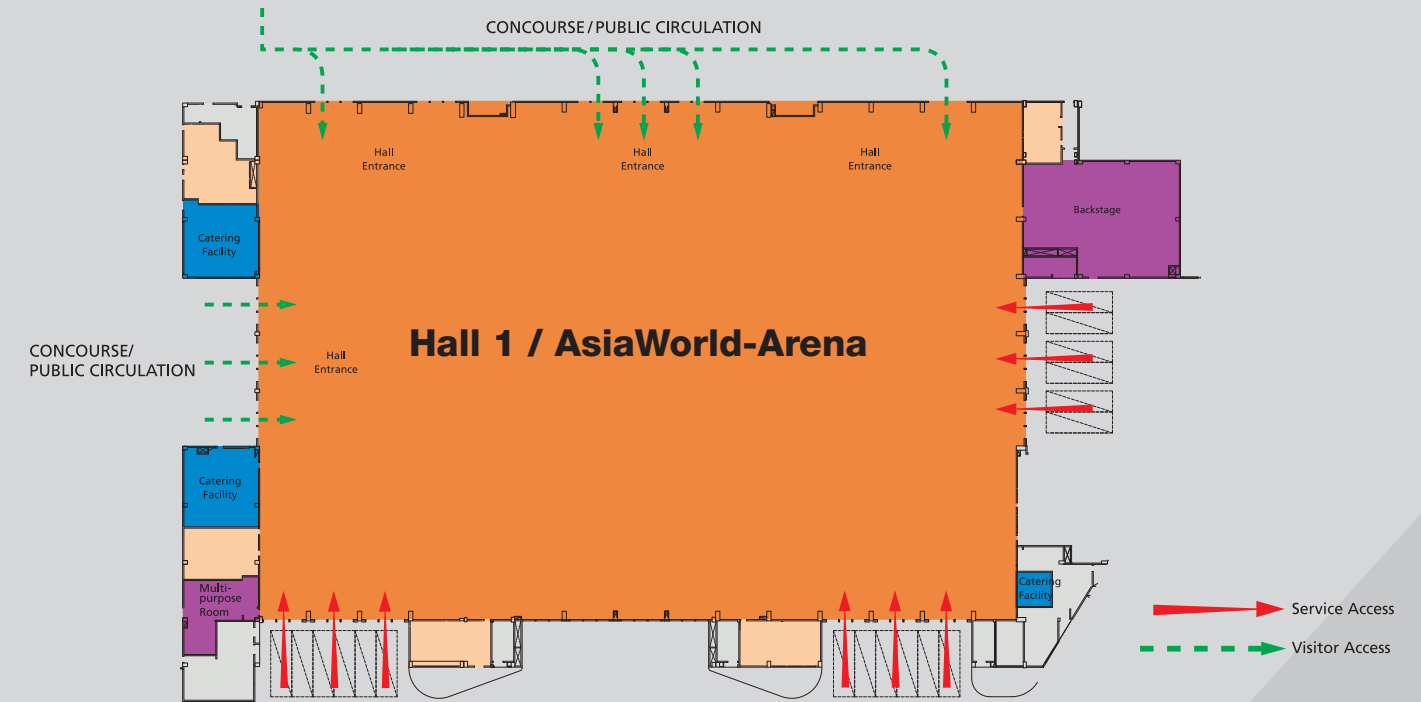 CONCOURSE/PUBLIC CIRCULATION
Hall
Entrance
Hall
Entrance
Hall
Entrance
Backstage
Catering
Facility
Hall 1 / AsiaWorld-Arena
CONCOURSE/
PUBLIC CIRCULATION
Hall
Entrance
Catering
Facility
Multi-
purpose
Room
Catering
Facility
Service Access
Visitor Access